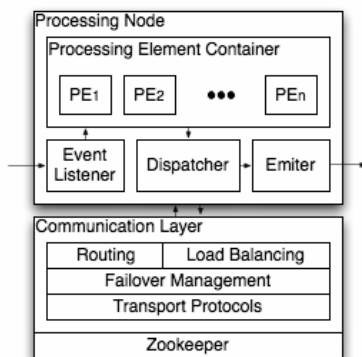 Processing Node
Processing Element Container
PE1 PE2 ••• PEn
Event Listener
Dispatcher
Emiter
Communication Layer
Routing Load Balancing
Failover Management
Transport Protocols
Zookeeper